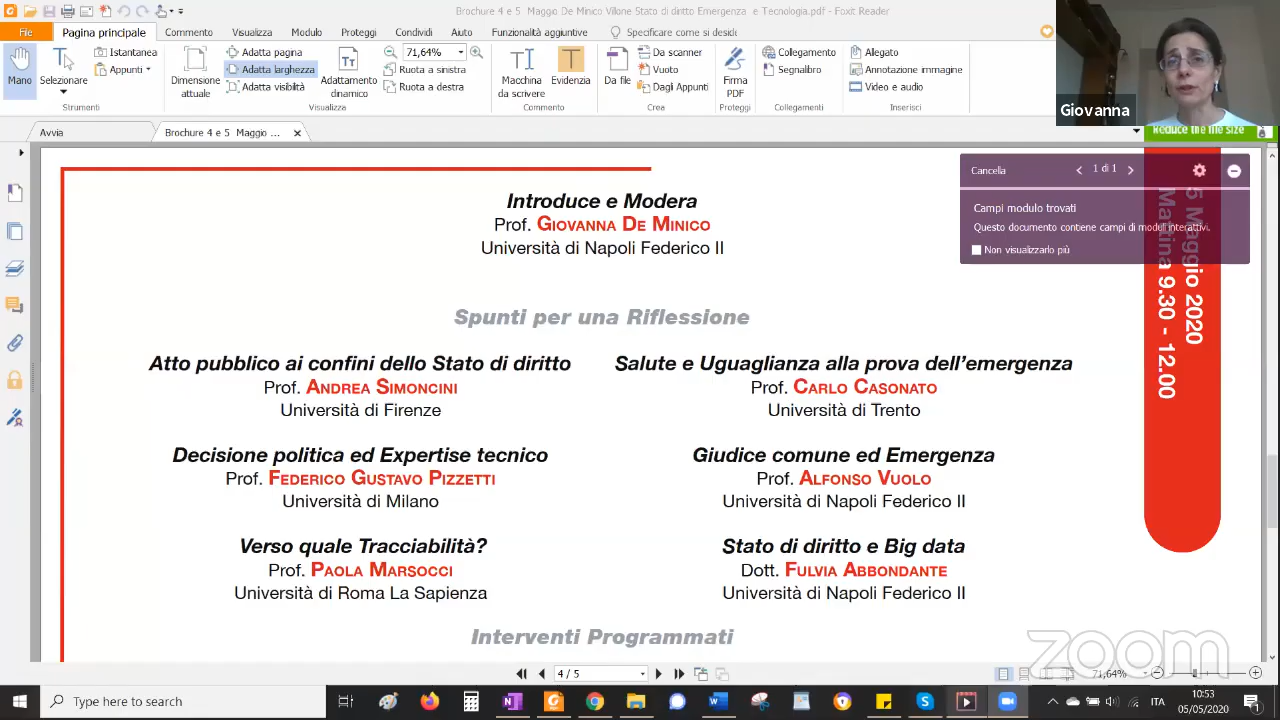 Brochure 4 e 5 Maggo De Minico Villone Stato di diritto Emergenza e Tecnologia.pdf - Foxit Reader
File
Pagina principale
Commento
Visualizza
Modulo
Proteggi
Condividi
Aiuto
Funzionalità aggiuntive
Specificare come si deside
Mano
Selezionare
Istantanea
Appunti
Strumenti
Dimensione attuale
Adatta pagina
Adatta larghezza
Adatta visibilità
Adattamento dinamico
71,64%
Ruota a sinistra
Ruota a destra
Visualizza
Macchina da scrivere
Evidenzia
Commento
Da file
Da scanner
Vuoto
Dagli Appunti
Crea
Firma PDF
Proteggi
Collegamento
Segnalibro
Collegamenti
Allegato
Annotazione immagine
Video e audio
Inserisci
Giovanna
Reduce the file size
Avvia
Brochure 4 e 5 Maggio ...
Cancella
1 di 1
Campi modulo trovati
Questo documento contiene campi di moduli interattivi.
Non visualizzarlo più
5 Maggio 2020
Mattina 9.30 - 12.00
Introduce e Modera
Prof. Giovanna De Minico
Università di Napoli Federico II
Spunti per una Riflessione
Atto pubblico ai confini dello Stato di diritto
Prof. Andrea Simoncini
Università di Firenze
Salute e Uguaglianza alla prova dell’emergenza
Prof. Carlo Casonato
Università di Trento
Decisione politica ed Expertise tecnico
Prof. Federico Gustavo Pizzetti
Università di Milano
Giudice comune ed Emergenza
Prof. Alfonso Vuolo
Università di Napoli Federico II
Verso quale Tracciabilità?
Prof. Paola Marsocci
Università di Roma La Sapienza
Stato di diritto e Big data
Dott. Fulvia Abbondante
Università di Napoli Federico II
Interventi Programmati
zoom
4 / 5
71,64%
Type here to search
ITA
10:53
05/05/2020